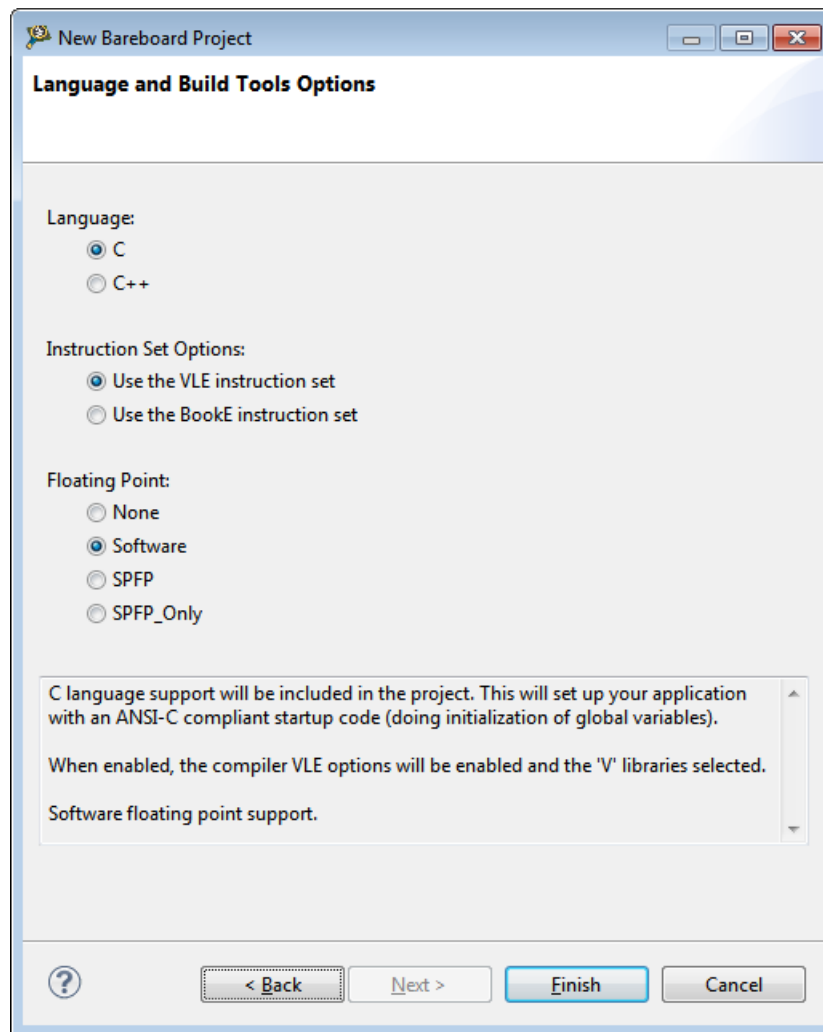 New Bareboard Project
Language and Build Tools Options
Language:
C
C++
Instruction Set Options:
Use the VLE instruction set
Use the BookE instruction set
Floating Point:
None
Software
SPFP
SPFP_Only
C language support will be included in the project. This will set up your application
with an ANSI-C compliant startup code (doing initialization of global variables).
When enabled, the compiler VLE options will be enabled and the 'V' libraries selected.
Software floating point support.
?
< Back
Next >
Finish
Cancel